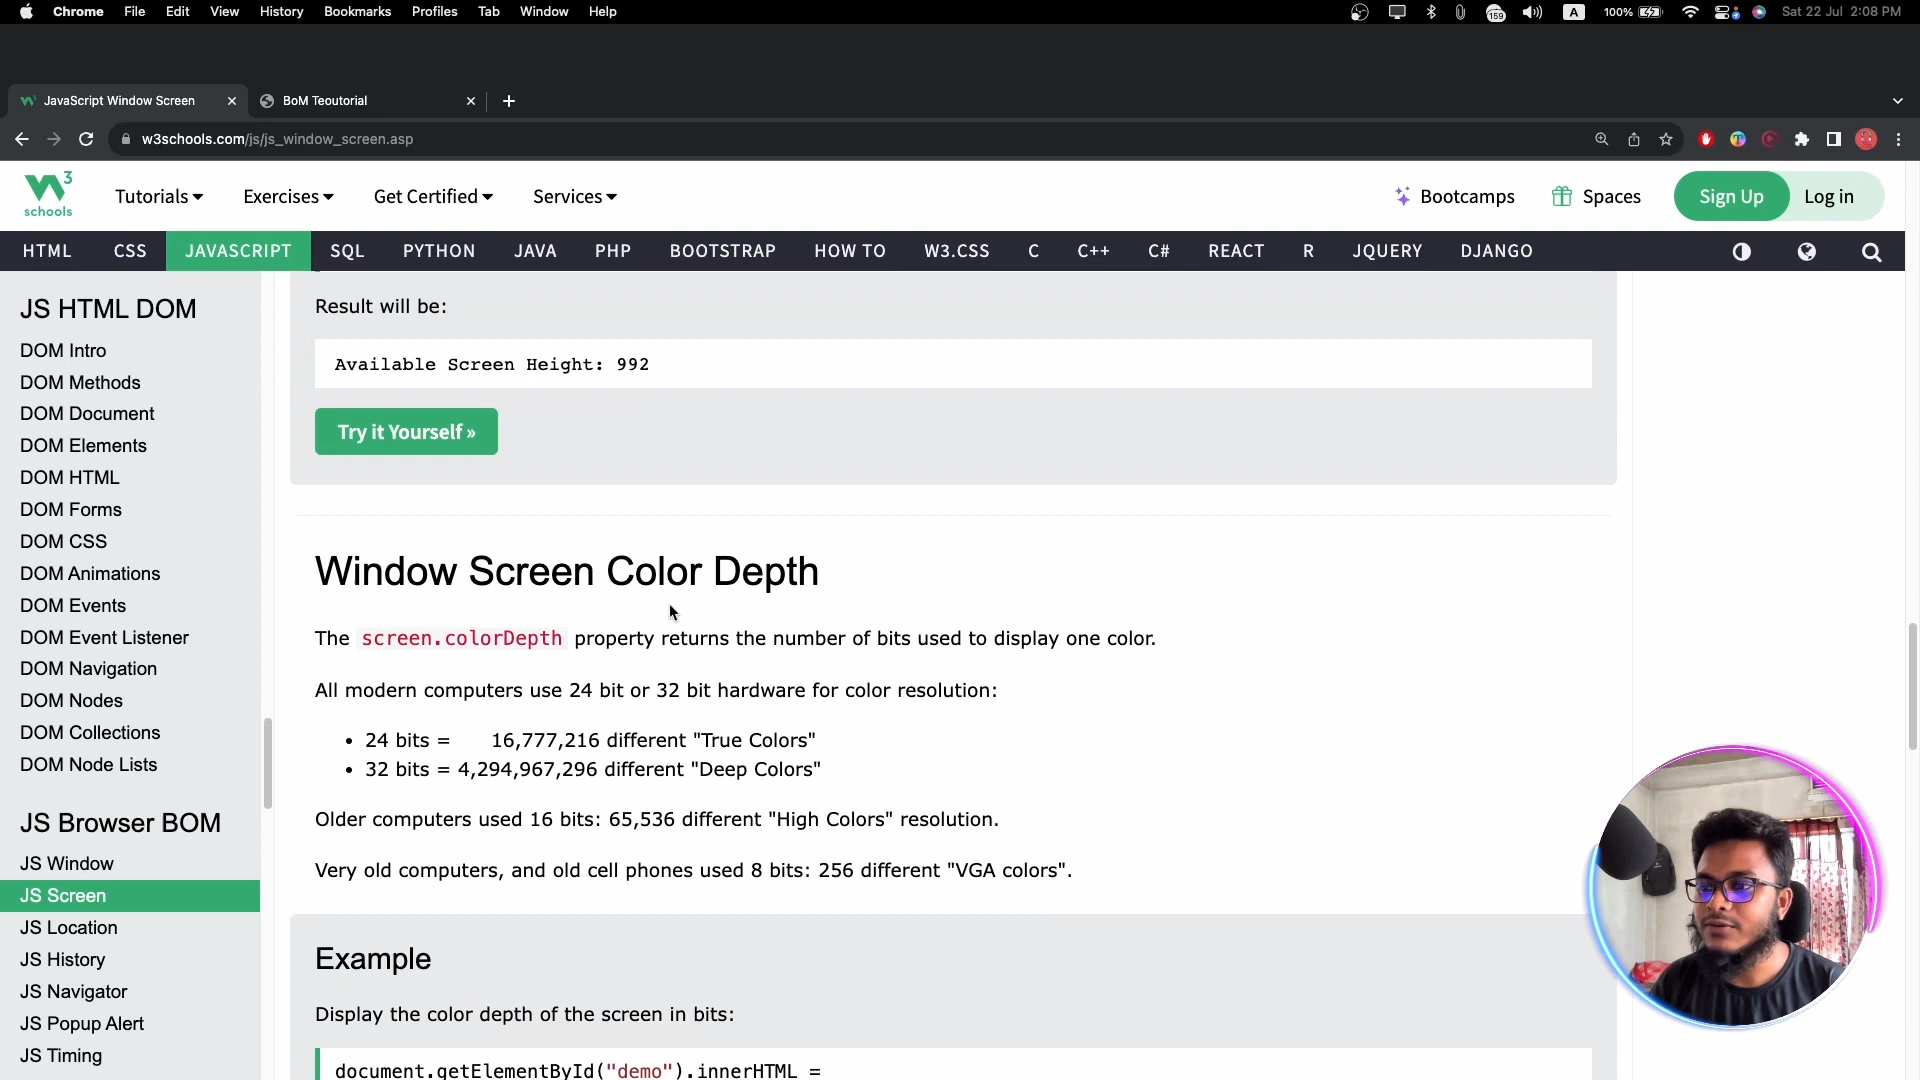 Chrome File Edit View History Bookmarks Profiles Tab Window Help
159 A 100% Sat 22 Jul 2:08 PM
JavaScript Window Screen
BoM Teoutorial
w3schools.com/js/js_window_screen.asp
W3 schools
Tutorials Exercises Get Certified Services
Bootcamps Spaces Sign Up Log in
HTML CSS JAVASCRIPT SQL PYTHON JAVA PHP BOOTSTRAP HOW TO W3.CSS C C++ C# REACT R JQUERY DJANGO
JS HTML DOM
DOM Intro
DOM Methods
DOM Document
DOM Elements
DOM HTML
DOM Forms
DOM CSS
DOM Animations
DOM Events
DOM Event Listener
DOM Navigation
DOM Nodes
DOM Collections
DOM Node Lists
JS Browser BOM
JS Window
JS Screen
JS Location
JS History
JS Navigator
JS Popup Alert
JS Timing
Result will be:
Available Screen Height: 992
Try it Yourself »
Window Screen Color Depth
The screen.colorDepth property returns the number of bits used to display one color.
All modern computers use 24 bit or 32 bit hardware for color resolution:
• 24 bits = 16,777,216 different "True Colors"
• 32 bits = 4,294,967,296 different "Deep Colors"
Older computers used 16 bits: 65,536 different "High Colors" resolution.
Very old computers, and old cell phones used 8 bits: 256 different "VGA colors".
Example
Display the color depth of the screen in bits:
document.getElementById("demo").innerHTML =